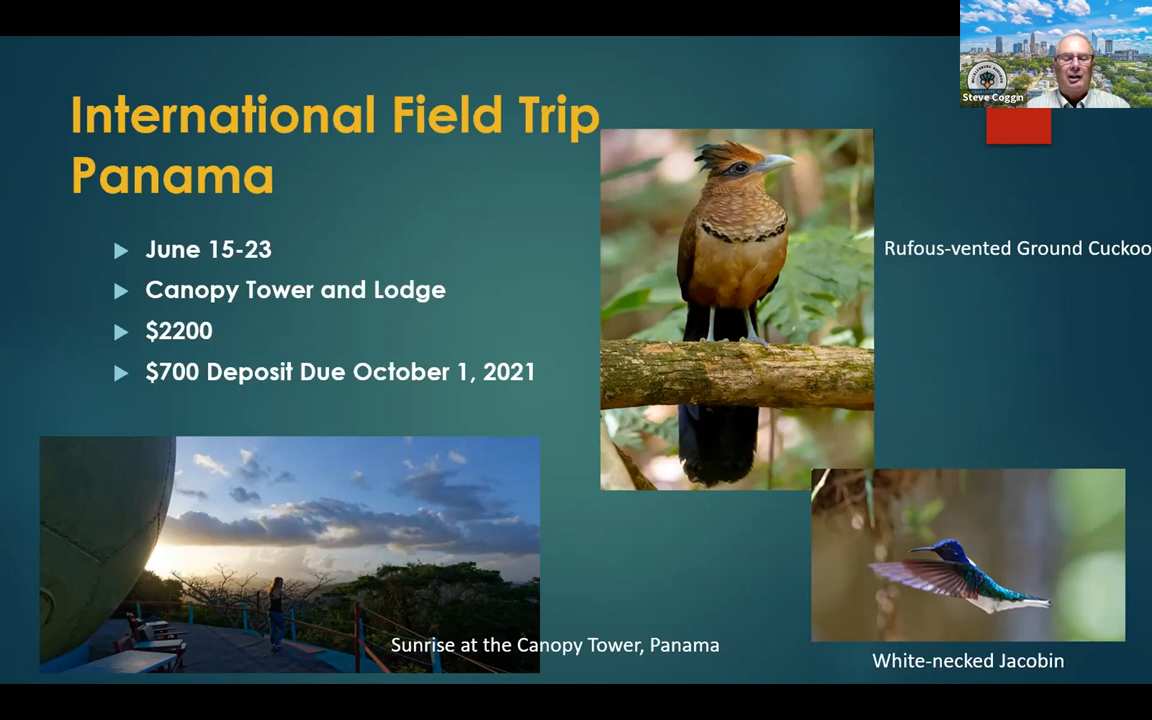 International Field Trip
Panama
June 15-23
Canopy Tower and Lodge
$2200
$700 Deposit Due October 1, 2021
Steve Coggin
Rufous-vented Ground Cuckoo
Sunrise at the Canopy Tower, Panama
White-necked Jacobin